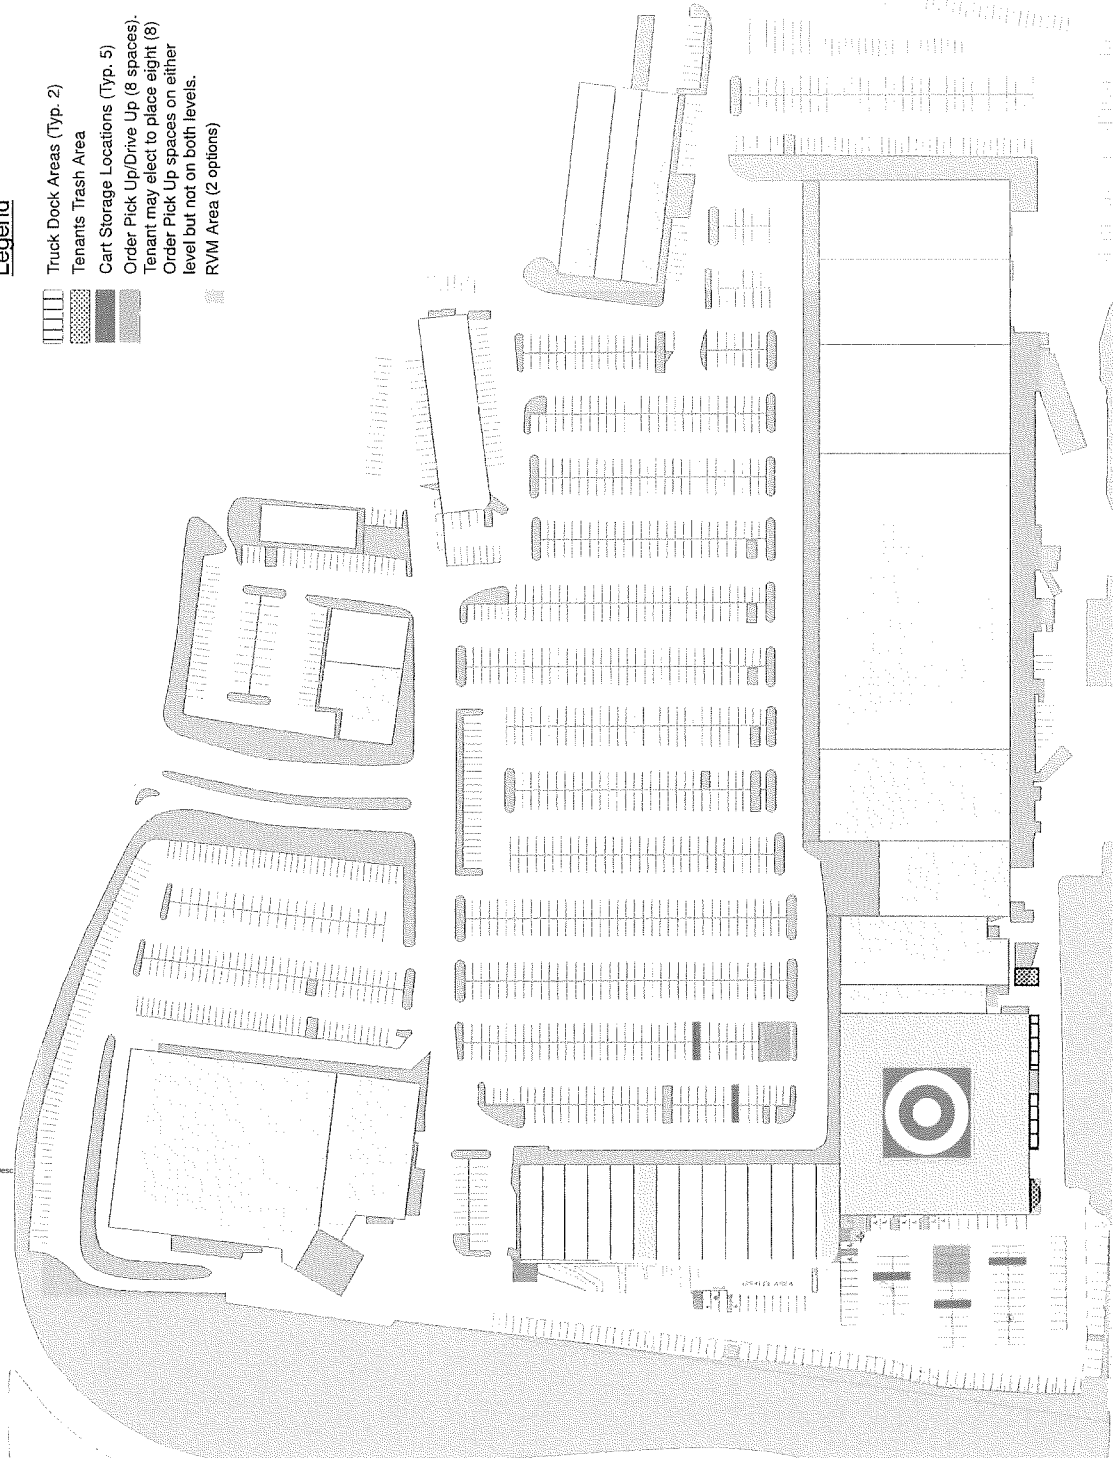 Legend
Truck Dock Areas (Typ. 2)
Tenants Trash Area
Cart Storage Locations (Typ. 5)
Order Pick Up/Drive Up (8 spaces).
Tenant may elect to place eight (8)
Order Pick Up spaces on either
level but not on both levels.
RVM Area (2 options)